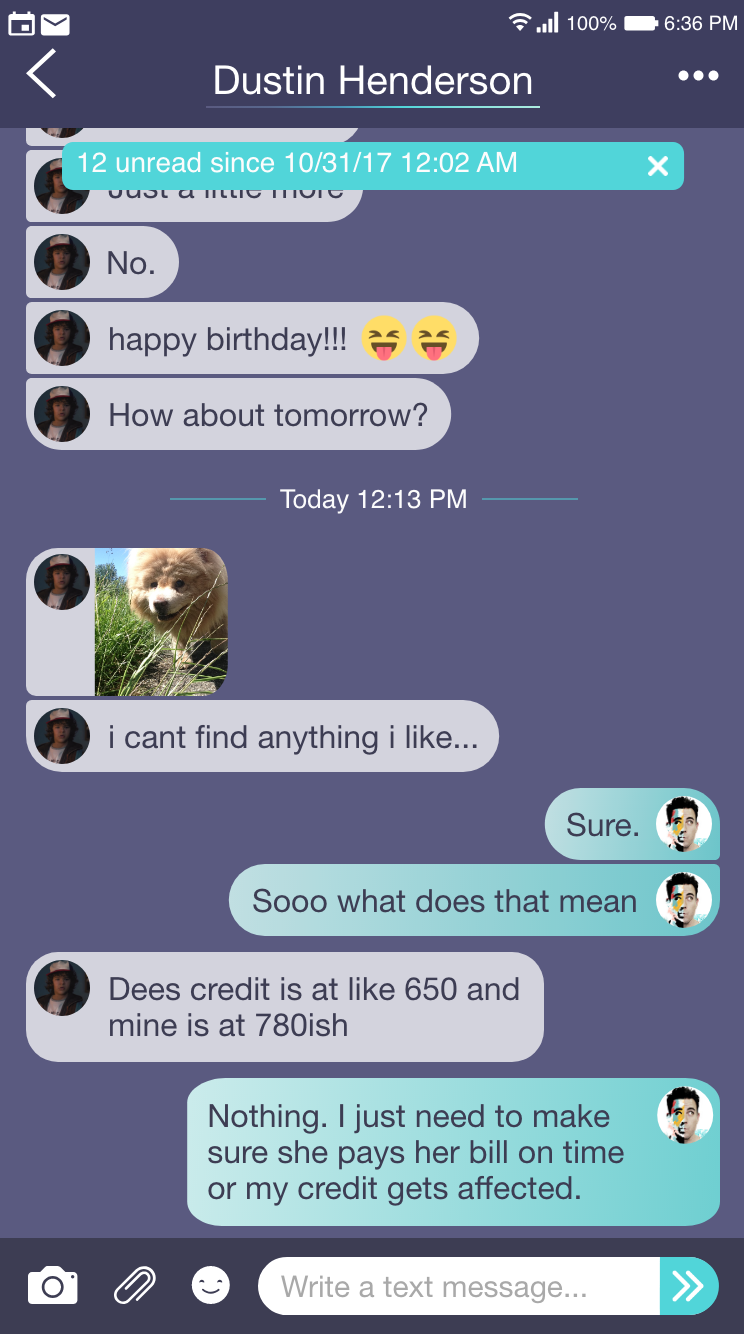 100% 6:36 PM
Dustin Henderson
12 unread since 10/31/17 12:02 AM
Just a little more
No.
happy birthday!!! 😝😝
How about tomorrow?
Today 12:13 PM
i cant find anything i like...
Sure.
Sooo what does that mean
Dees credit is at like 650 and
mine is at 780ish
Nothing. I just need to make
sure she pays her bill on time
or my credit gets affected.
Write a text message...